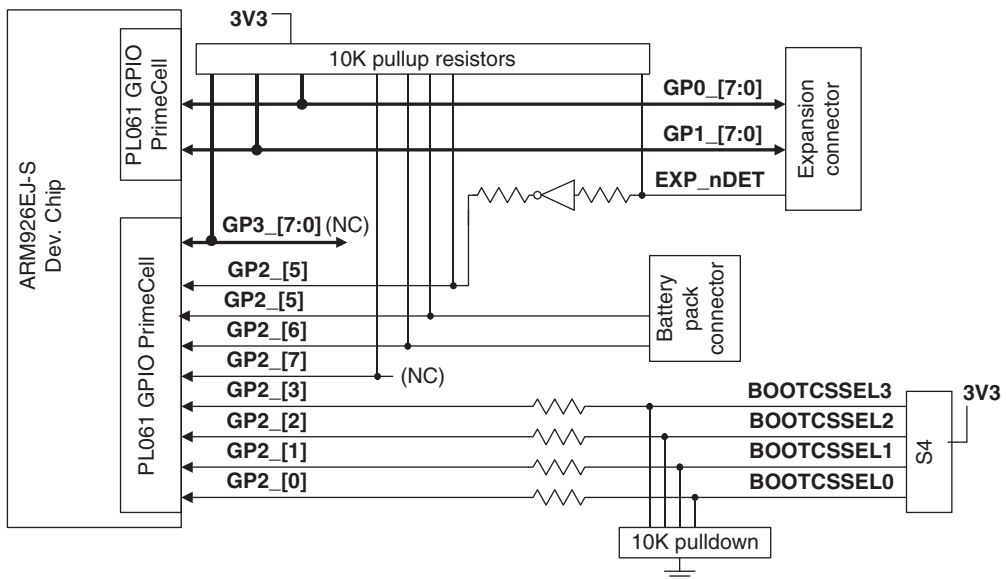 3V3
10K pullup resistors
ARM926EJ-S
Dev. Chip
PL061 GPIO
PrimeCell
GP0_[7:0]
GP1_[7:0]
Expansion
connector
EXP_nDET
PL061 GPIO PrimeCell
GP3_[7:0] (NC)
GP2_[5]
GP2_[5]
GP2_[6]
GP2_[7]
(NC)
Battery
pack
connector
GP2_[3]
BOOTCSSEL3
GP2_[2]
BOOTCSSEL2
GP2_[1]
BOOTCSSEL1
GP2_[0]
BOOTCSSEL0
S4
3V3
10K pulldown